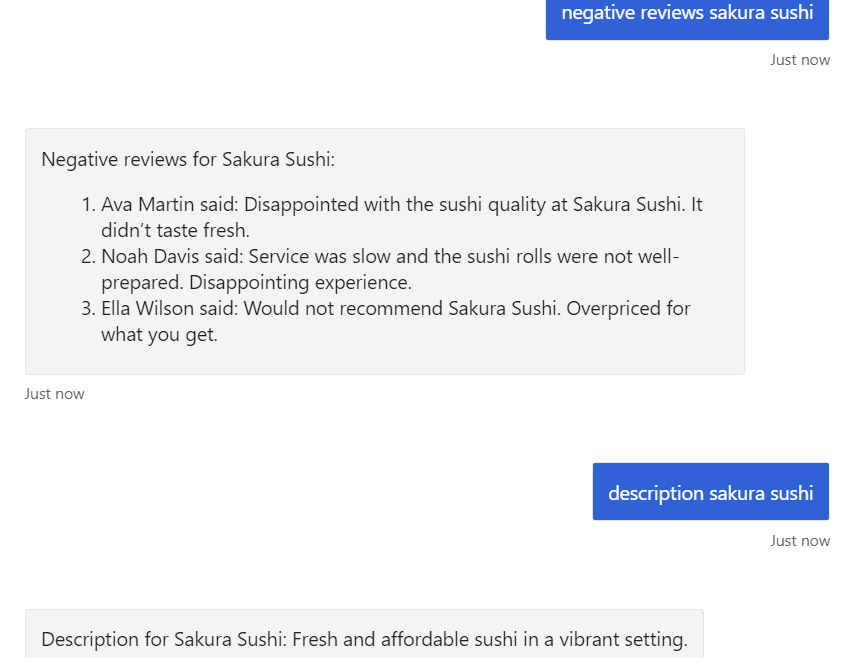 negative reviews sakura sushi
Just now
Negative reviews for Sakura Sushi:
1. Ava Martin said: Disappointed with the sushi quality at Sakura Sushi. It
didn’t taste fresh.
2. Noah Davis said: Service was slow and the sushi rolls were not well-
prepared. Disappointing experience.
3. Ella Wilson said: Would not recommend Sakura Sushi. Overpriced for
what you get.
Just now
description sakura sushi
Just now
Description for Sakura Sushi: Fresh and affordable sushi in a vibrant setting.